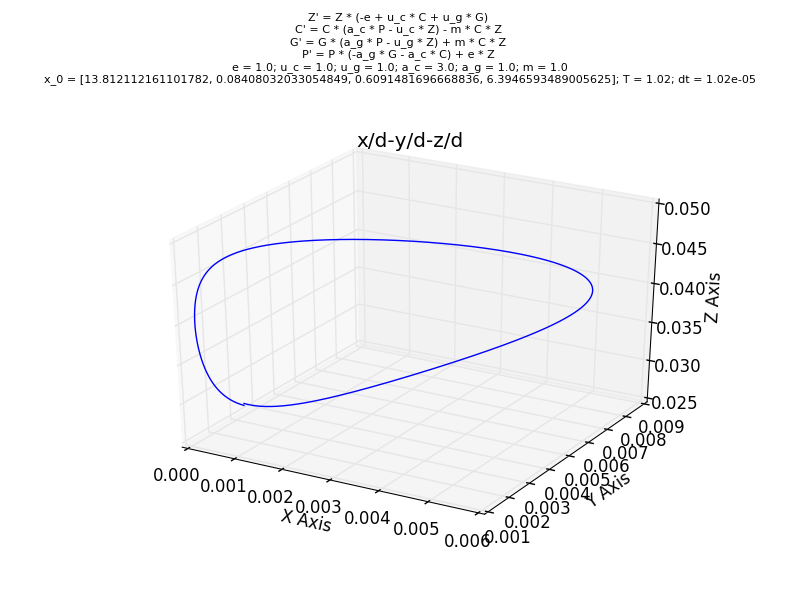 Z' = Z * (-e + u_c * C + u_g * G)
C' = C * (a_c * P - u_c * Z) - m * C * Z
G' = G * (a_g * P - u_g * Z) + m * C * Z
P' = P * (-a_g * G - a_c * C) + e * Z
e = 1.0; u_c = 1.0; u_g = 1.0; a_c = 3.0; a_g = 1.0; m = 1.0
x_0 = [13.812112161101782, 0.08408032033054849, 0.6091481696668836, 6.3946593489005625]; T = 1.02; dt = 1.02e-05
x/d-y/d-z/d
0.050
0.045
0.040
0.035
0.030
0.025
Z Axis
0.009
0.008
0.007
0.006
0.005
0.004
0.003
0.002
0.001
Y Axis
0.000
0.001
0.002
0.003
0.004
0.005
0.006
X Axis